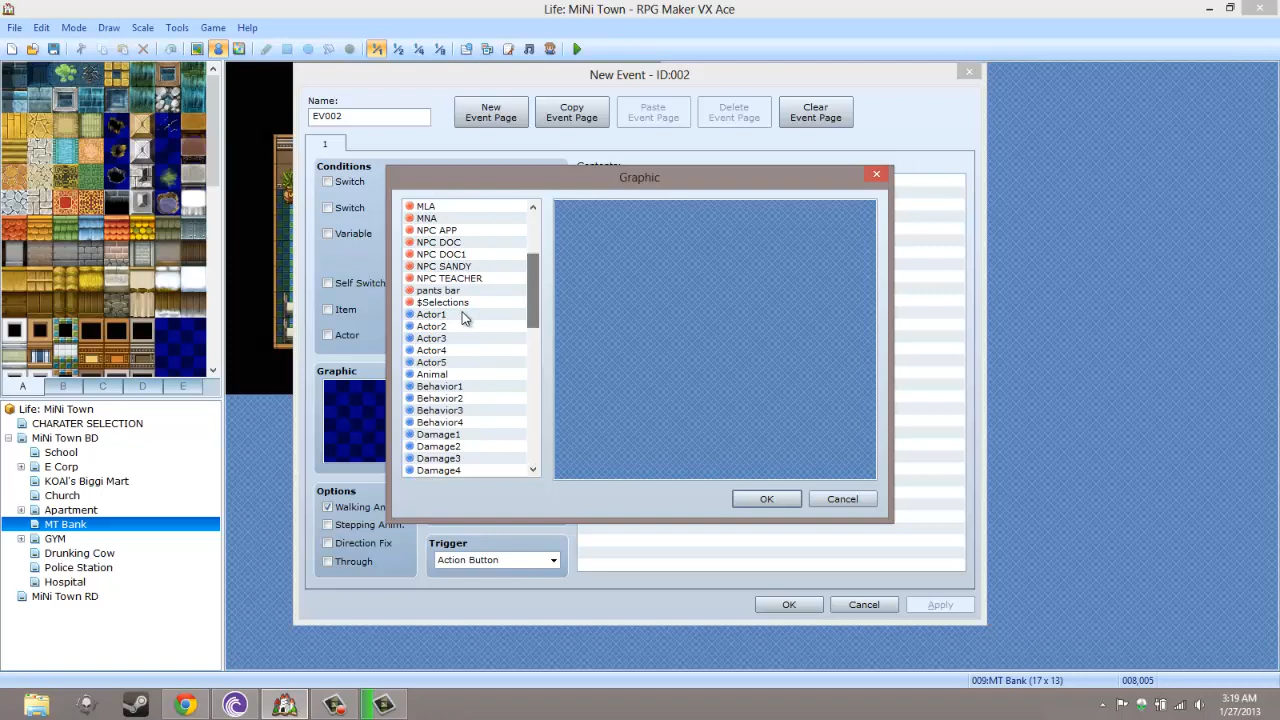 Life: MiNi Town - RPG Maker VX Ace
File Edit Mode Draw Scale Tools Game Help
New Event - ID:002
Name:
EV002
New Event Page
Copy Event Page
Paste Event Page
Delete Event Page
Clear Event Page
1
Conditions
Switch
Switch
Variable
Self Switch
Item
Actor
Graphic
Options
Walking An
Stepping Anim.
Direction Fix
Through
Trigger
Action Button
OK Cancel Apply
Graphic
MLA
MNA
NPC APP
NPC DOC
NPC DOC1
NPC SANDY
NPC TEACHER
pants bar
$Selections
Actor1
Actor2
Actor3
Actor4
Actor5
Animal
Behavior1
Behavior2
Behavior3
Behavior4
Damage1
Damage2
Damage3
Damage4
OK Cancel
A B C D E
Life: MiNi Town
CHARATER SELECTION
MiNi Town BD
School
E Corp
KOAl's Biggi Mart
Church
Apartment
MT Bank
GYM
Drunking Cow
Police Station
Hospital
MiNi Town RD
009:MT Bank (17 x 13) 008,005
3:19 AM
1/27/2013